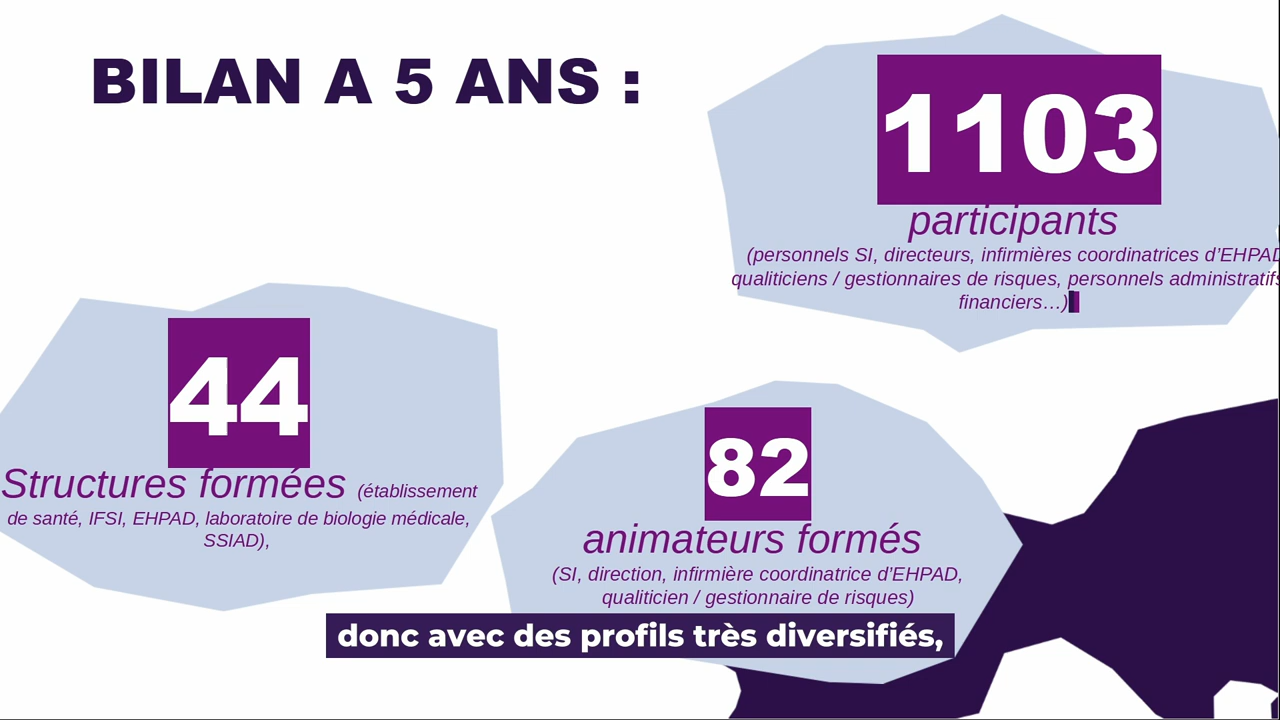 BILAN A 5 ANS :
1103
participants
(personnels SI, directeurs, infirmières coordinatrices d’EHPAD
qualiticiens / gestionnaires de risques, personnels administratifs
financiers…)
44
Structures formées (établissement
de santé, IFSI, EHPAD, laboratoire de biologie médicale,
SSIAD),
82
animateurs formés
(SI, direction, infirmière coordinatrice d’EHPAD,
qualiticien / gestionnaire de risques)
donc avec des profils très diversifiés,